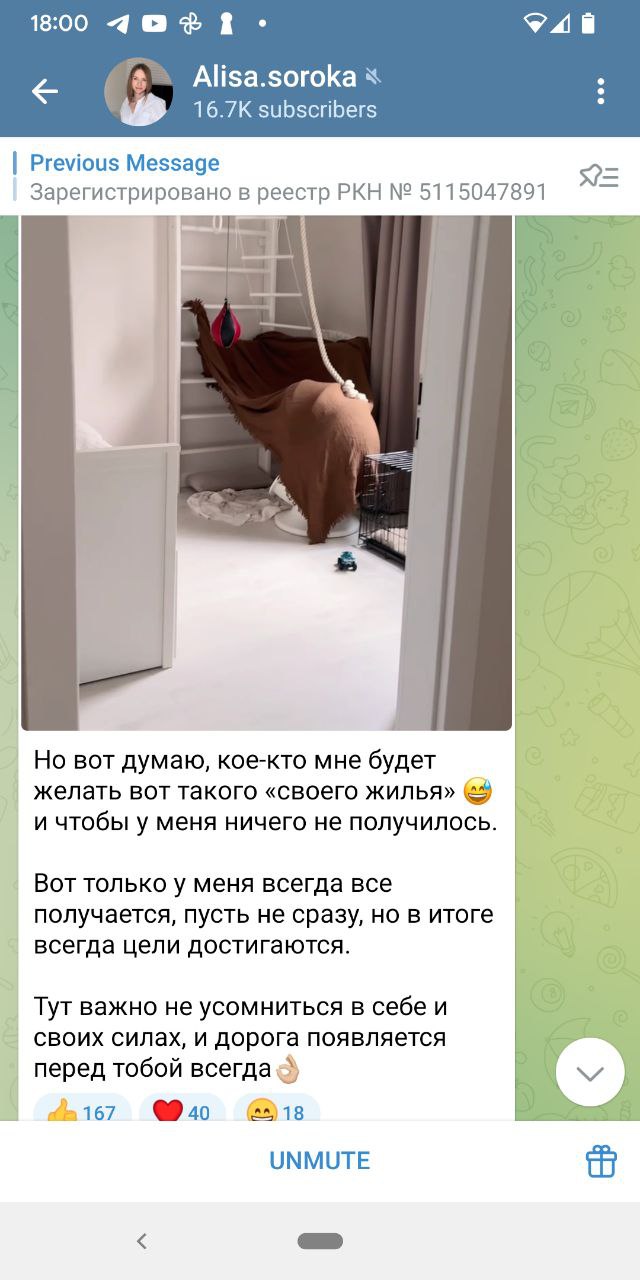 18:00
Alisa.soroka
16.7K subscribers
Previous Message
Зарегистрировано в реестр РКН № 5115047891
Но вот думаю, кое-кто мне будет
желать вот такого «своего жилья» 😅
и чтобы у меня ничего не получилось.
Вот только у меня всегда все
получается, пусть не сразу, но в итоге
всегда цели достигаются.
Тут важно не усомниться в себе и
своих силах, и дорога появляется
перед тобой всегда👌🏼
👍 167 ❤️ 40 😁 18
UNMUTE